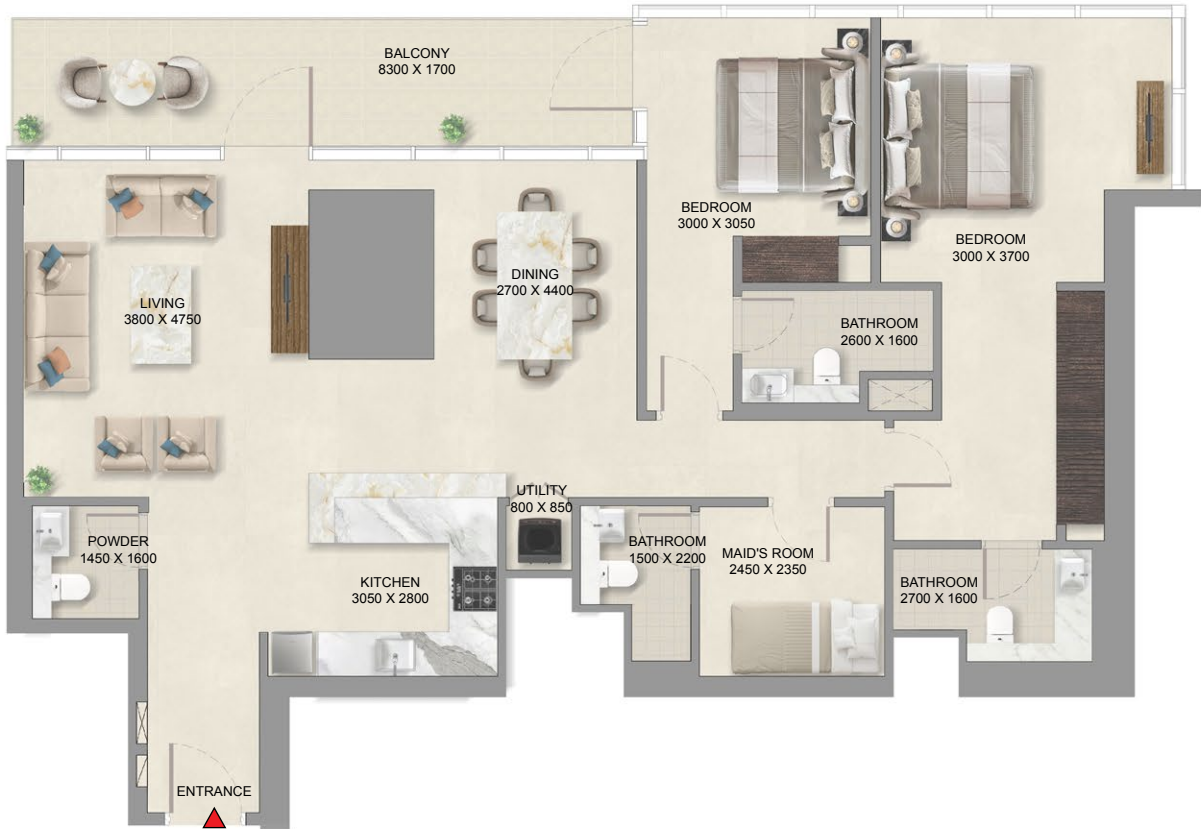 BALCONY
8300 X 1700
BEDROOM
3000 X 3050
BEDROOM
3000 X 3700
LIVING
3800 X 4750
DINING
2700 X 4400
BATHROOM
2600 X 1600
UTILITY
800 X 850
POWDER
1450 X 1600
KITCHEN
3050 X 2800
BATHROOM
1500 X 2200
MAID'S ROOM
2450 X 2350
BATHROOM
2700 X 1600
ENTRANCE